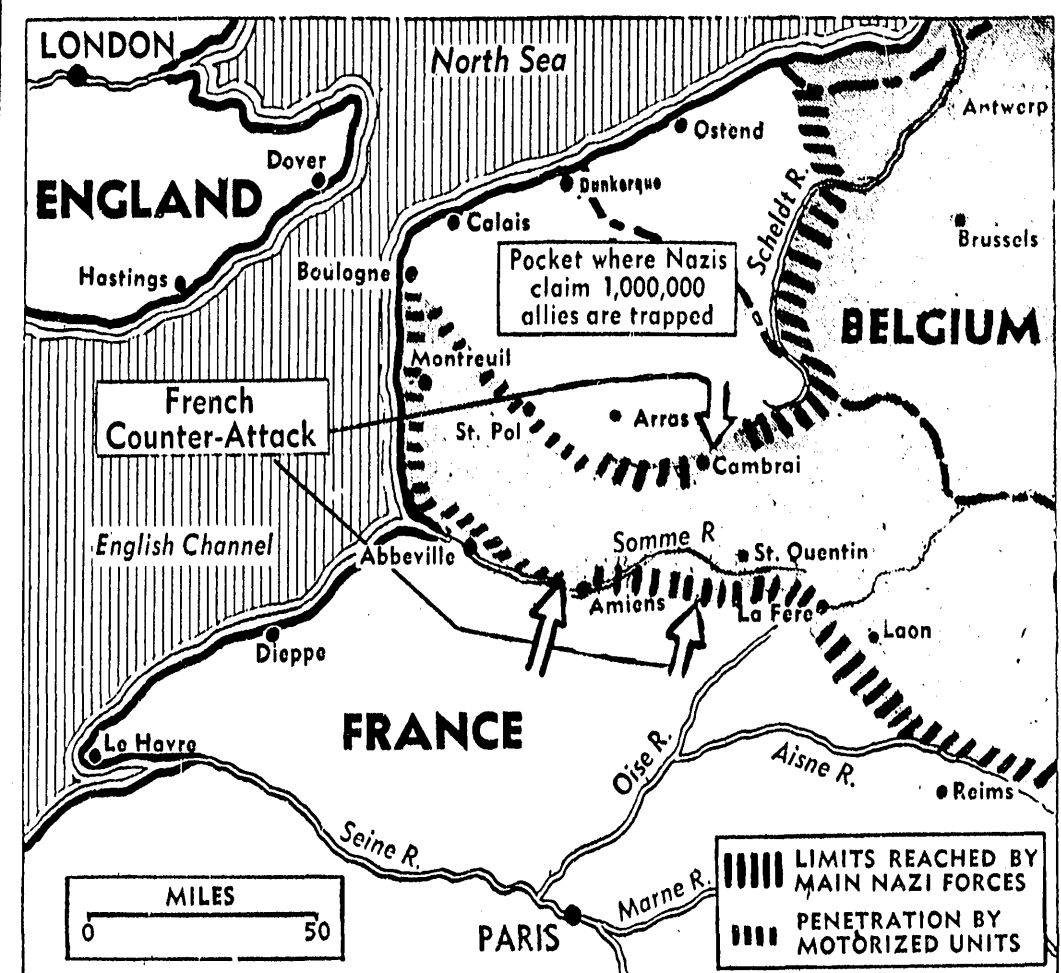 LONDON
North Sea
Antwerp
Ostend
Dover
Dunkerque
ENGLAND
Scheldt R.
Calais
Brussels
Boulogne
Hastings
Pocket where Nazis
claim 1,000,000
allies are trapped
BELGIUM
Montreuil
French
Counter-Attack
St. Pol
Arras
Cambrai
English Channel
Abbeville
Somme R
St. Quentin
Amiens
La Fere
Laon
Dieppe
FRANCE
Le Havre
Oise R.
Aisne R.
Reims
Seine R.
LIMITS REACHED BY
MAIN NAZI FORCES
MILES
0 50
Marne R.
PARIS
PENETRATION BY
MOTORIZED UNITS